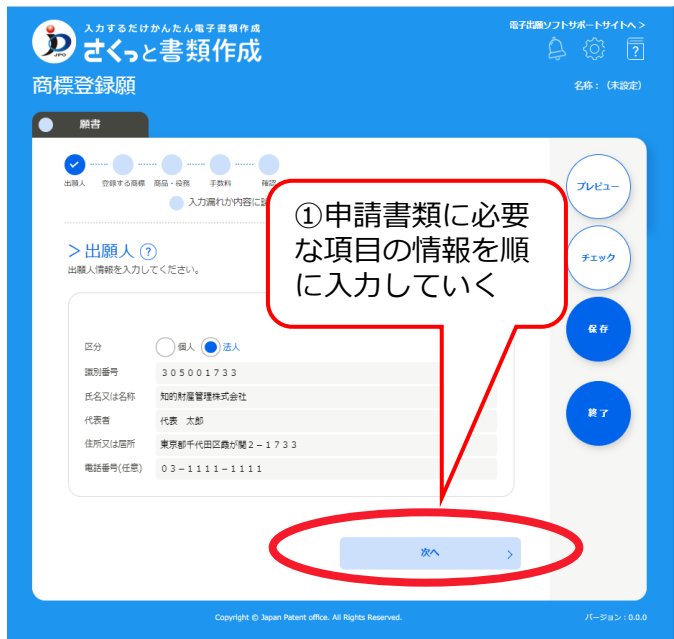 入力するだけかんたん電子書類作成
さくっと書類作成
JPO
電子出願ソフトサポートサイトへ >
商標登録願
名称：（未設定）
願書
出願人 登録する商標 商品・役務 手数料 確認
入力漏れか内容に
①申請書類に必要
な項目の情報を順
に入力していく
プレビュー
チェック
保存
終了
＞出願人 ?
出願人情報を入力してください。
区分 個人 法人
識別番号 ３０５００１７３３
氏名又は名称 知的財産管理株式会社
代表者 代表　太郎
住所又は居所 東京都千代田区霞が関２－１７３３
電話番号(任意) ０３－１１１１－１１１１
次へ >
Copyright © Japan Patent office. All Rights Reserved.
バージョン : 0.0.0